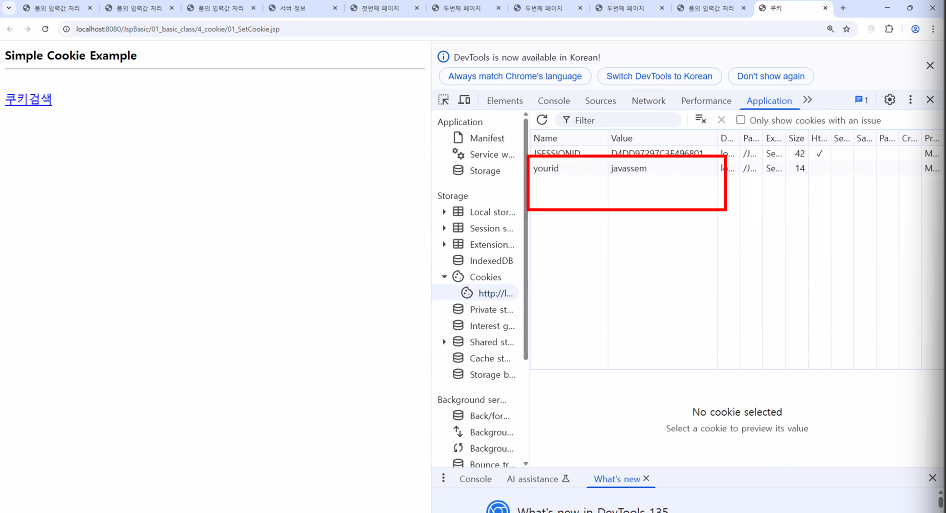 폼의 입력값 처리
폼의 입력값 처리
폼의 입력값 처리
서버 정보
첫번째 페이지
두번째 페이지
두번째 페이지
두번째 페이지
폼의 입력값 처리
쿠키
localhost:8080/JspBasic/01_basic_class/4_cookie/01_SetCookie.jsp
Simple Cookie Example
쿠키검색
DevTools is now available in Korean!
Always match Chrome's language
Switch DevTools to Korean
Don't show again
Elements
Console
Sources
Network
Performance
Application
1
Application
Manifest
Service w...
Storage
Storage
Local stor...
Session s...
Extension...
IndexedDB
Cookies
http://l...
Private st...
Interest g...
Shared st...
Cache st...
Storage b...
Background ser...
Back/for...
Backgrou...
Backgrou...
Bounce tr...
Filter
Only show cookies with an issue
Name Value D... Pa... Ex... Size Ht... Se... Sa... Pa... Cr... Pr...
JSESSIONID D4DD97297C3F496801... lo... /J... Se... 42 ✓ M...
yourid javassem lo... /J... Se... 14 M...
No cookie selected
Select a cookie to preview its value
Console
AI assistance
What's new
What's new in DevTools 135